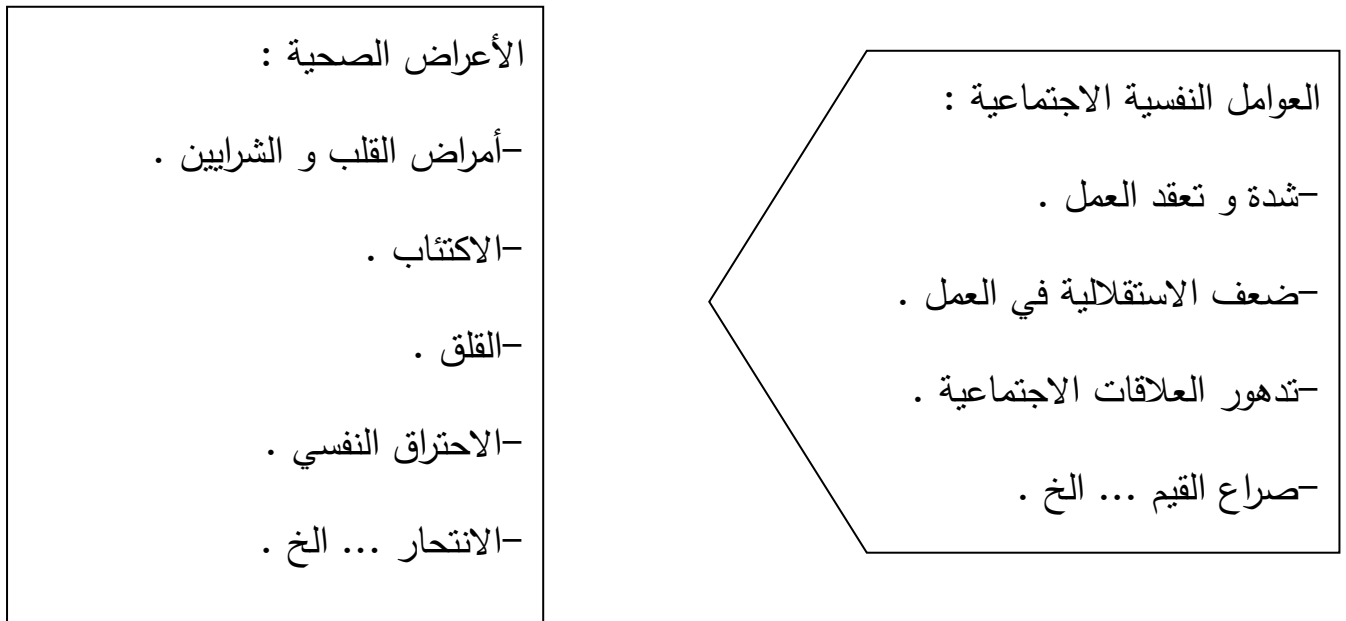 العوامل النفسية الاجتماعية :
-شدة و تعقد العمل .
-ضعف الاستقلالية في العمل .
-تدهور العلاقات الاجتماعية .
-صراع القيم ... الخ .
الأعراض الصحية :
-أمراض القلب و الشرايين .
-الاكتئاب .
-القلق .
-الاحتراق النفسي .
-الانتحار ... الخ .